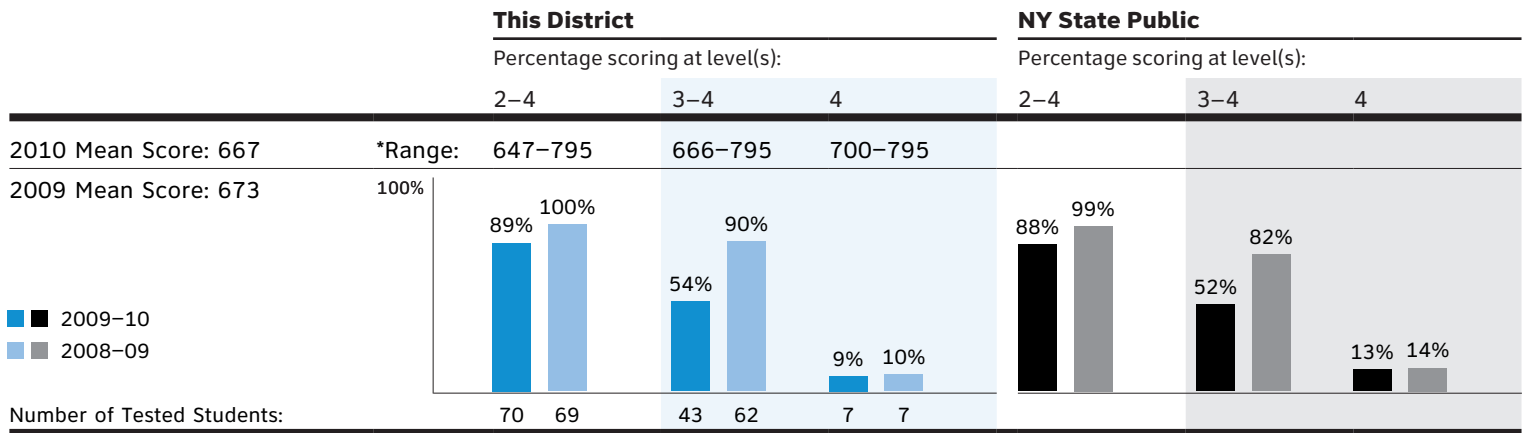 This District NY State Public
Percentage scoring at level(s): Percentage scoring at level(s):
2–4 3–4 4 2–4 3–4 4
2010 Mean Score: 667 *Range: 647–795 666–795 700–795
2009 Mean Score: 673 100%
89% 100% 54% 90% 9% 10% 88% 99% 52% 82% 13% 14%
2009–10
2008–09
Number of Tested Students: 70 69 43 62 7 7